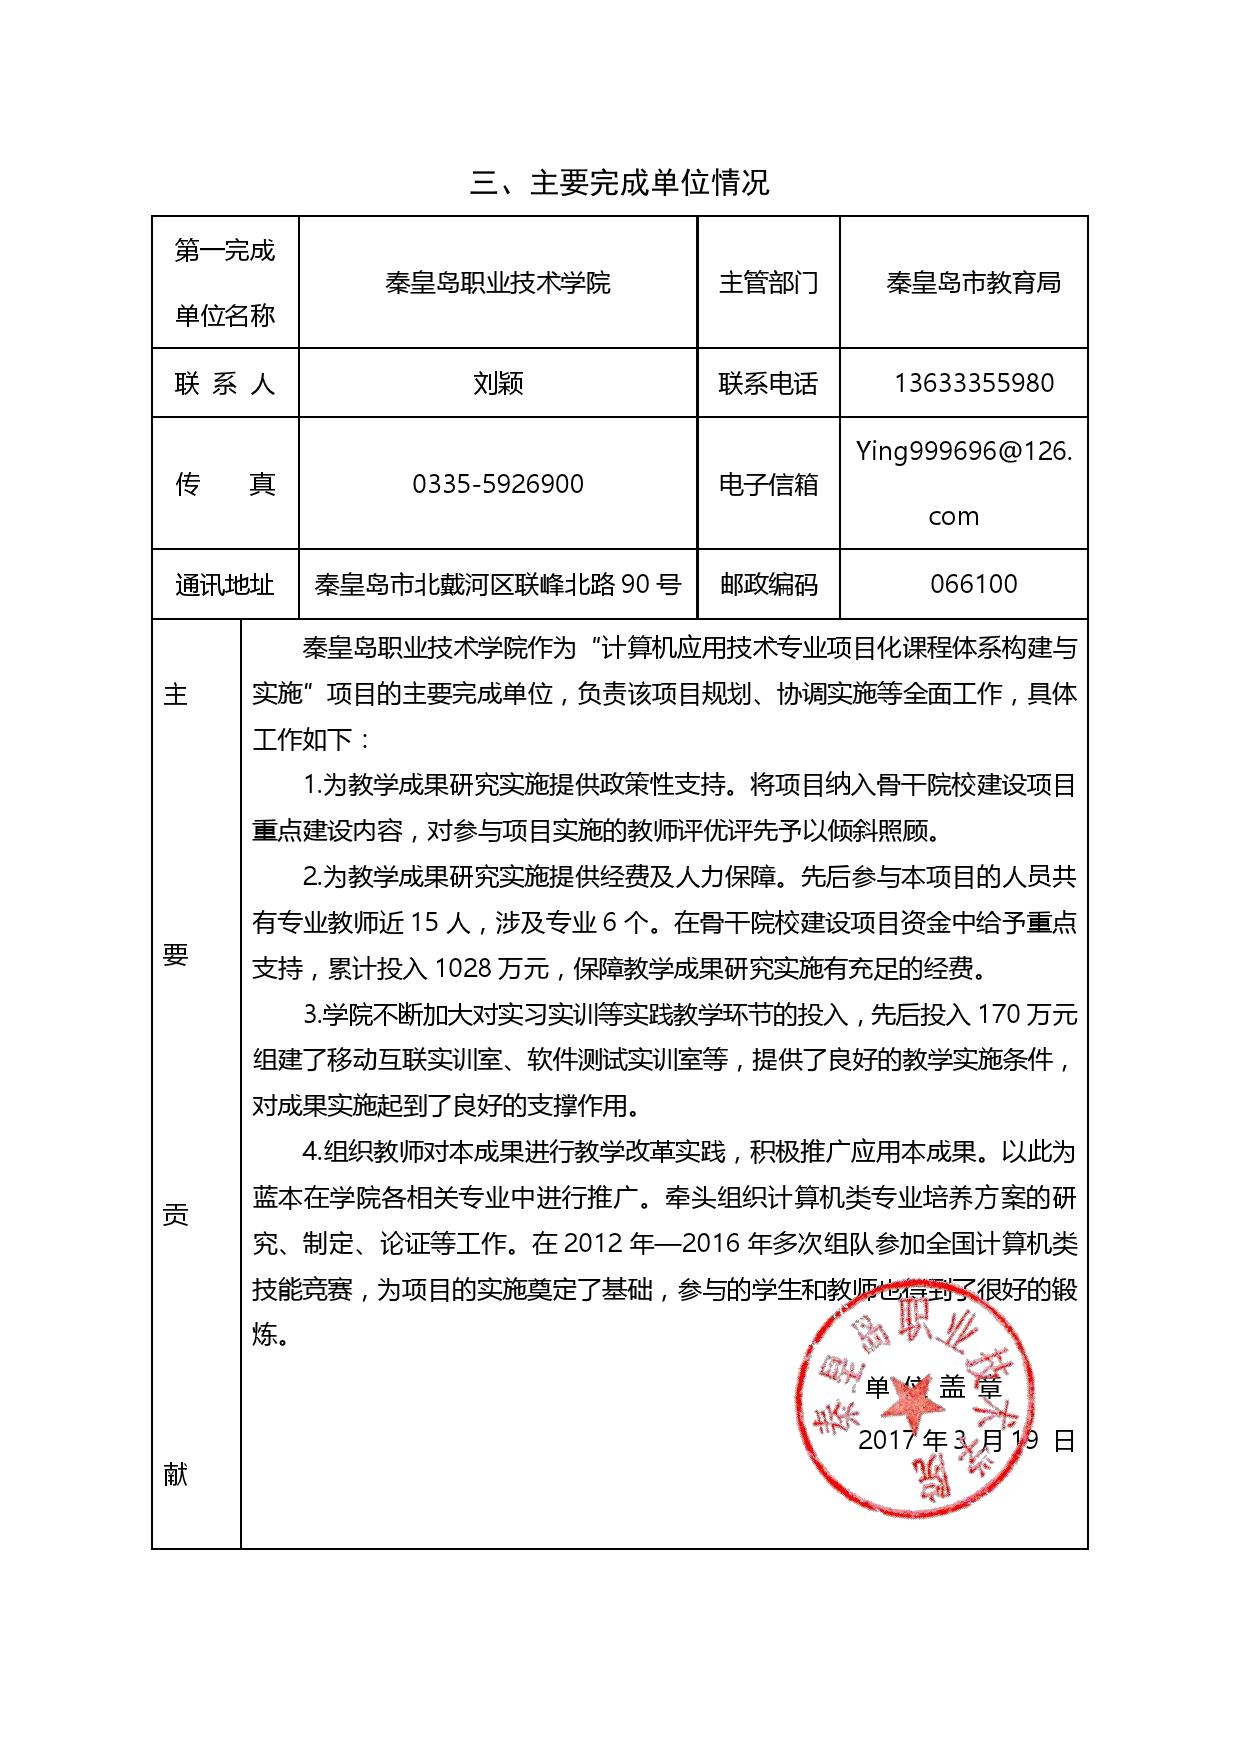 三、主要完成单位情况
第一完成
单位名称
秦皇岛职业技术学院
主管部门
秦皇岛市教育局
联 系 人
刘颖
联系电话
13633355980
传 真
0335-5926900
电子信箱
Ying999696@126.
com
通讯地址
秦皇岛市北戴河区联峰北路 90 号
邮政编码
066100
主
要
贡
献
秦皇岛职业技术学院作为“计算机应用技术专业项目化课程体系构建与
实施”项目的主要完成单位，负责该项目规划、协调实施等全面工作，具体
工作如下：
1.为教学成果研究实施提供政策性支持。将项目纳入骨干院校建设项目
重点建设内容，对参与项目实施的教师评优评先予以倾斜照顾。
2.为教学成果研究实施提供经费及人力保障。先后参与本项目的人员共
有专业教师近 15 人，涉及专业 6 个。在骨干院校建设项目资金中给予重点
支持，累计投入 1028 万元，保障教学成果研究实施有充足的经费。
3.学院不断加大对实习实训等实践教学环节的投入，先后投入 170 万元
组建了移动互联实训室、软件测试实训室等，提供了良好的教学实施条件，
对成果实施起到了良好的支撑作用。
4.组织教师对本成果进行教学改革实践，积极推广应用本成果。以此为
蓝本在学院各相关专业中进行推广。牵头组织计算机类专业培养方案的研
究、制定、论证等工作。在 2012 年—2016 年多次组队参加全国计算机类
技能竞赛，为项目的实施奠定了基础，参与的学生和教师也得到了很好的锻
炼。
单 位 盖 章
2017 年 3 月 19 日
秦皇岛职业技术学院